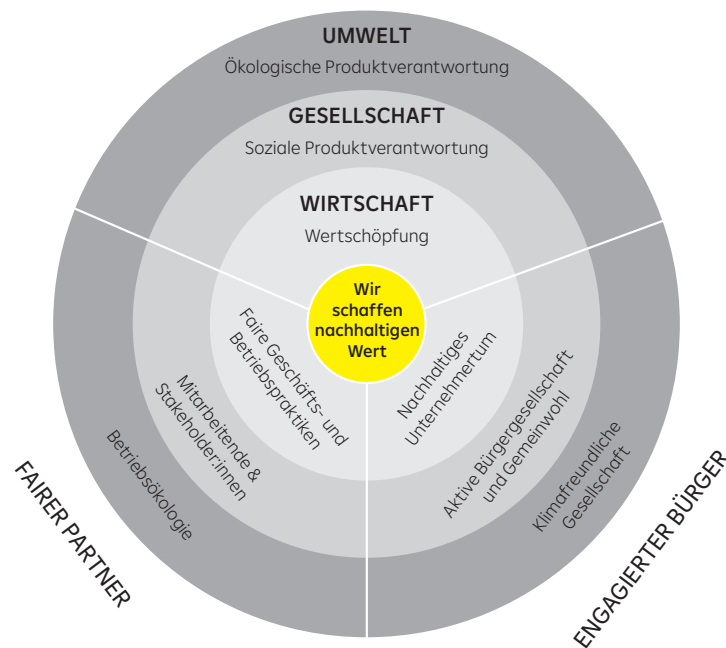 UMWELT
Ökologische Produktverantwortung
GESELLSCHAFT
Soziale Produktverantwortung
WIRTSCHAFT
Wertschöpfung
Wir
schaffen
nachhaltigen
Wert
Faire Geschäfts- und
Betriebspraktiken
Nachhaltiges
Unternehmertum
Mitarbeitende &
Stakeholder:innen
Aktive Bürgergesellschaft
und Gemeinwohl
Betriebsökologie
Klimafreundliche
Gesellschaft
FAIRER PARTNER
ENGAGIERTER BÜRGER